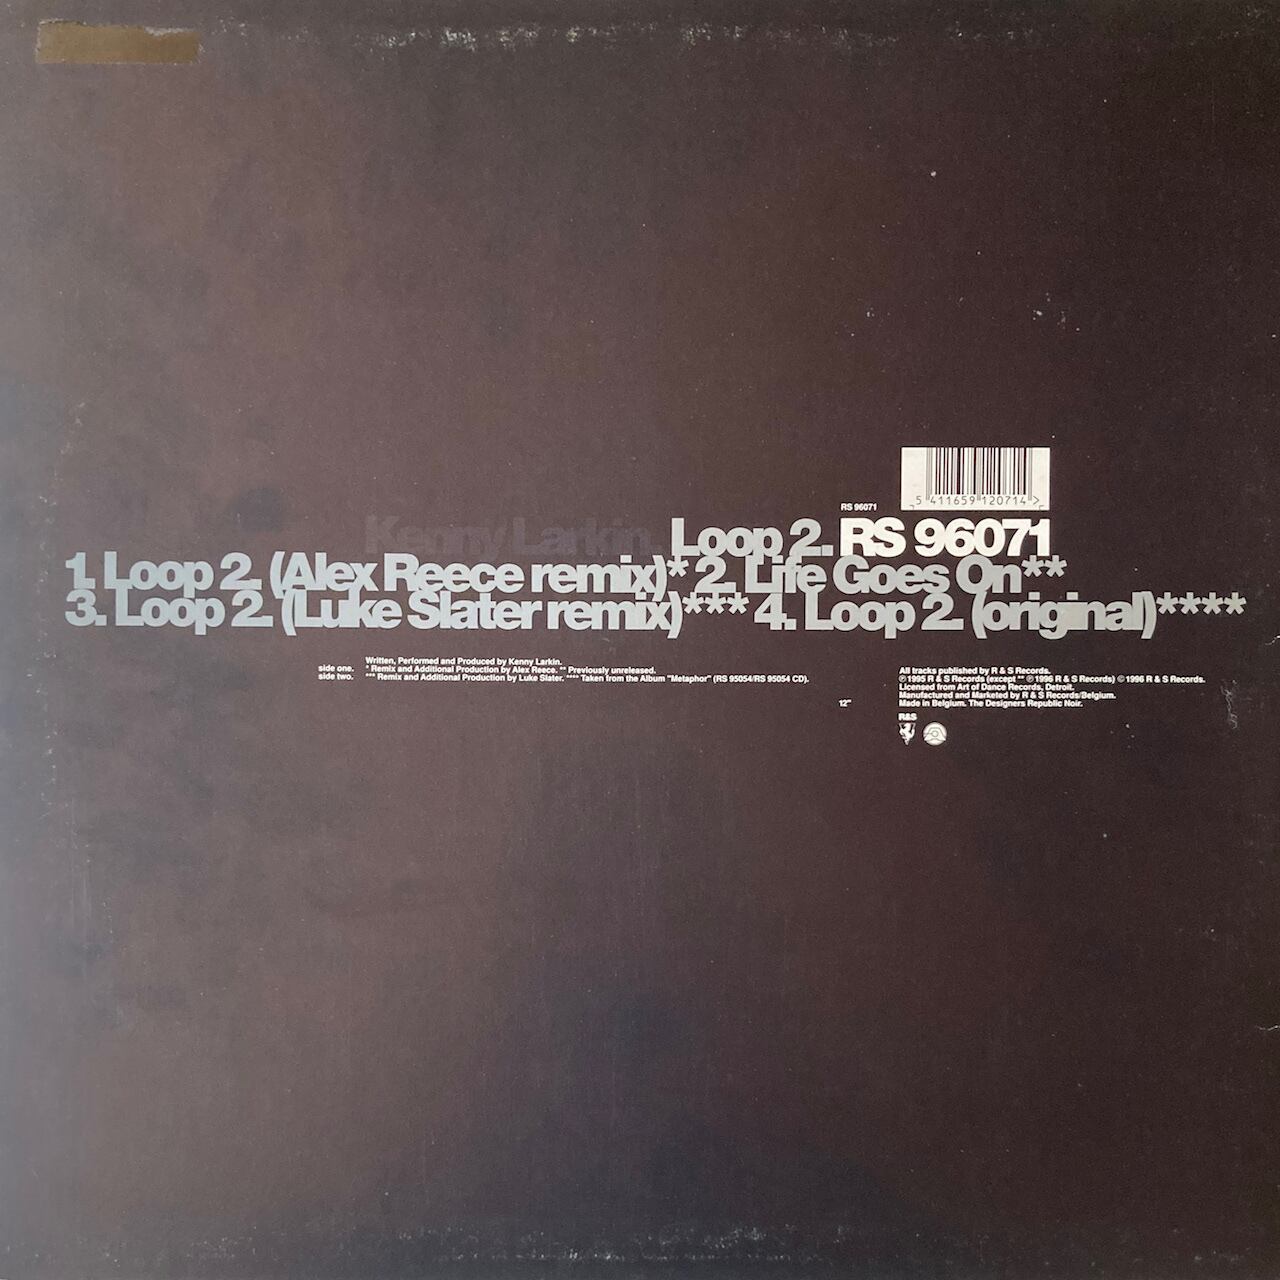 5 411659 120714 >
RS 96071
Kenny Larkin. Loop 2. RS 96071
1. Loop 2. (Alex Reece remix)* 2. Life Goes On**
3. Loop 2. (Luke Slater remix)*** 4. Loop 2. (original)****
Written, Performed and Produced by Kenny Larkin.
side one. * Remix and Additional Production by Alex Reece. ** Previously unreleased.
side two. *** Remix and Additional Production by Luke Slater. **** Taken from the Album "Metaphor" (RS 95054/RS 95054 CD).
12"
All tracks published by R & S Records.
℗1995 R & S Records (except ** ℗1996 R & S Records) ©1996 R & S Records.
Licensed from Art of Dance Records, Detroit.
Manufactured and Marketed by R & S Records/Belgium.
Made in Belgium. The Designers Republic Noir.
R&S